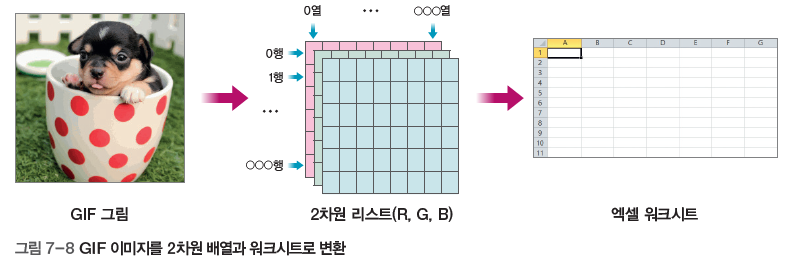 0열 ··· ○○○열
0행
1행
···
○○○행
A B C D E F G
1
2
3
4
5
6
7
8
9
10
11
GIF 그림 2차원 리스트(R, G, B) 엑셀 워크시트
그림 7-8 GIF 이미지를 2차원 배열과 워크시트로 변환